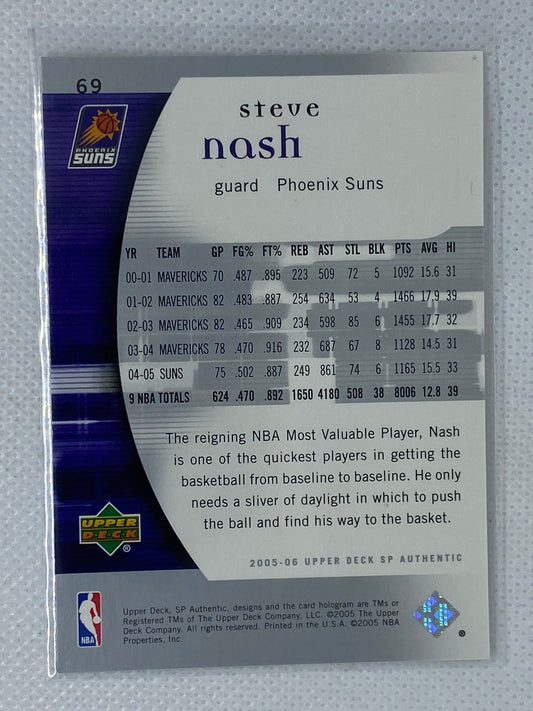 69
PHOENIX
SUNS
steve
nash
guard Phoenix Suns
YR TEAM GP FG% FT% REB AST STL BLK PTS AVG HI
00-01 MAVERICKS 70 .487 .895 223 509 72 5 1092 15.6 31
01-02 MAVERICKS 82 .483 .887 254 634 53 4 1466 17.9 39
02-03 MAVERICKS 82 .465 .909 234 598 85 6 1455 17.7 32
03-04 MAVERICKS 78 .470 .916 232 687 67 8 1128 14.5 31
04-05 SUNS 75 .502 .887 249 861 74 6 1165 15.5 33
9 NBA TOTALS 624 .470 .892 1650 4180 508 38 8006 12.8 39
The reigning NBA Most Valuable Player, Nash
is one of the quickest players in getting the
basketball from baseline to baseline. He only
needs a sliver of daylight in which to push
the ball and find his way to the basket.
UPPER
DECK
®
2005-06 UPPER DECK SP AUTHENTIC
NBA
Upper Deck, SP Authentic, designs and the card hologram are TMs or
Registered TMs of The Upper Deck Company, LLC. ©2005 The Upper
Deck Company. All rights reserved. Printed in the U.S.A. ©2005 NBA
Properties, Inc.
®